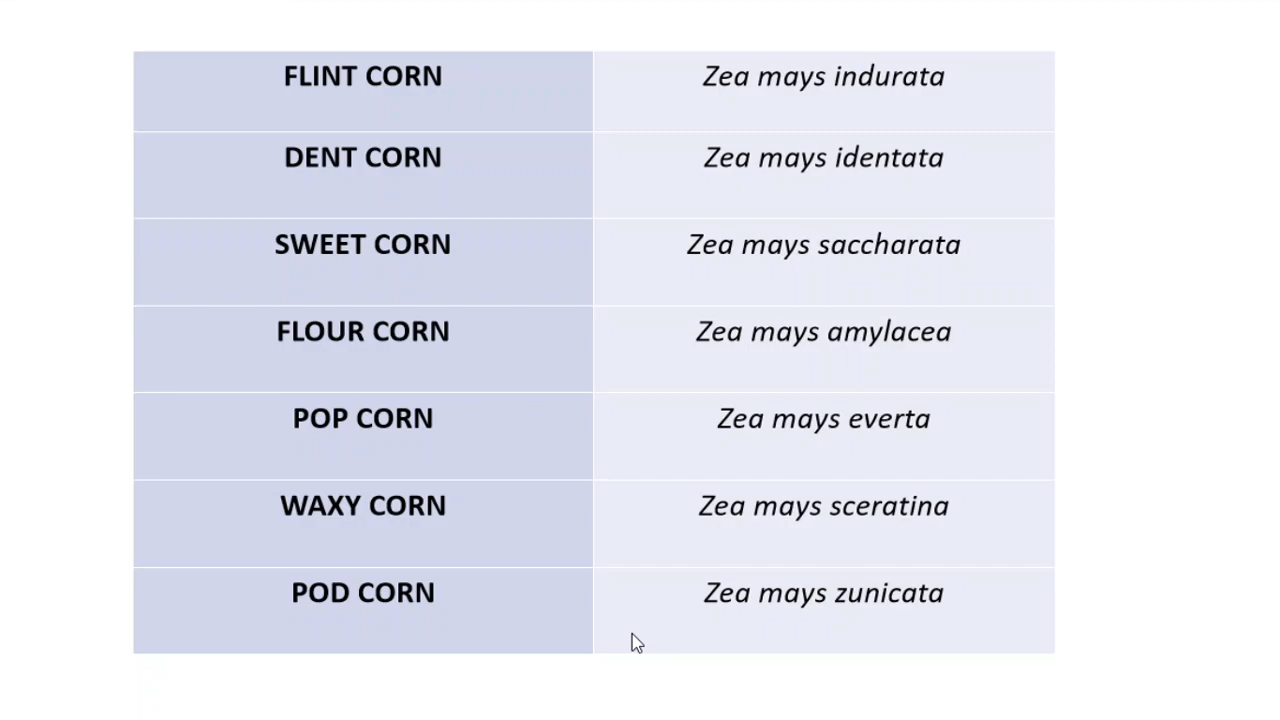 FLINT CORN Zea mays indurata
DENT CORN Zea mays identata
SWEET CORN Zea mays saccharata
FLOUR CORN Zea mays amylacea
POP CORN Zea mays everta
WAXY CORN Zea mays sceratina
POD CORN Zea mays zunicata